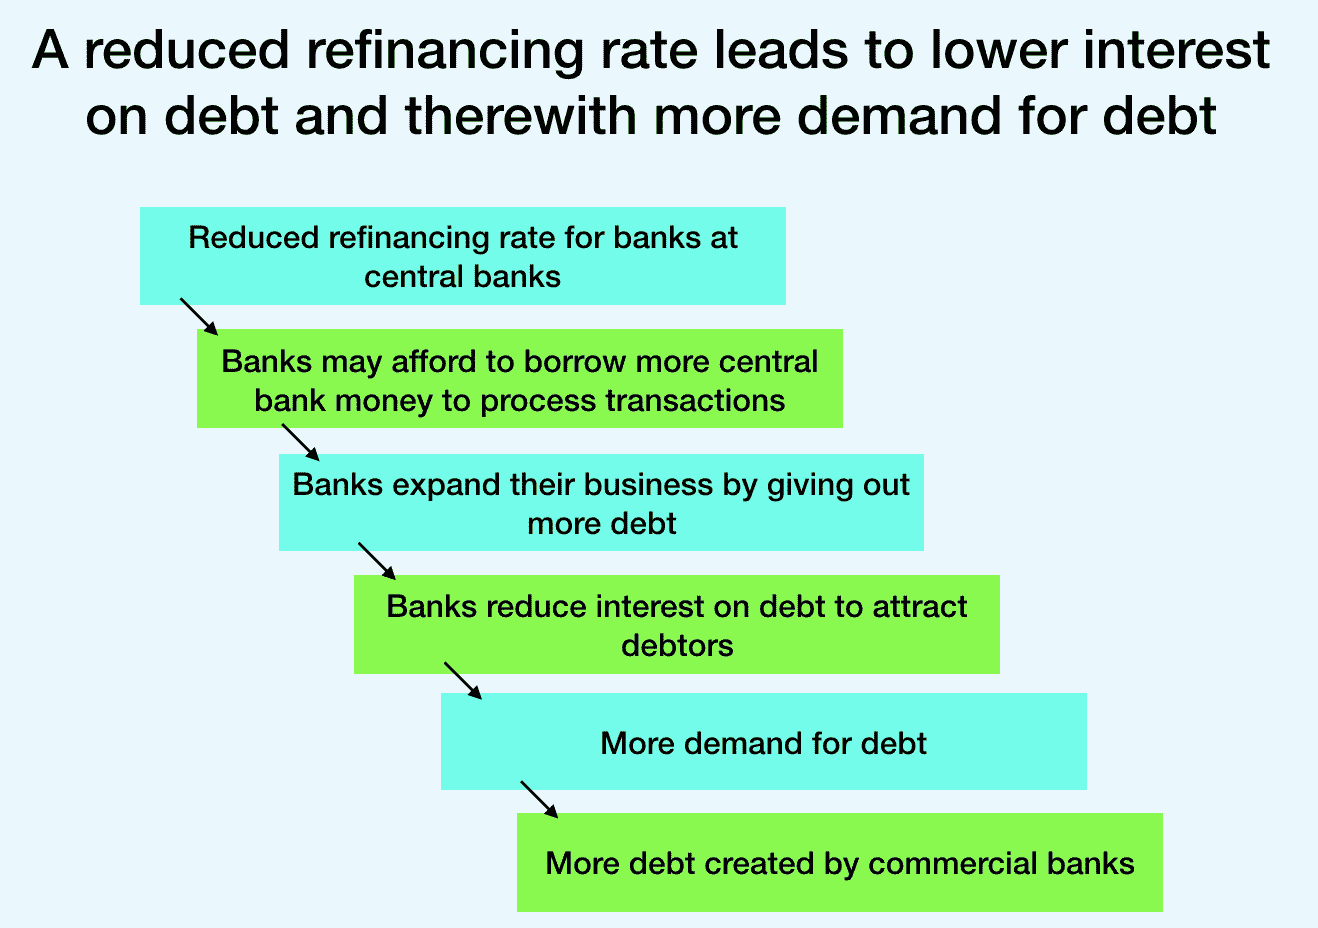 A reduced refinancing rate leads to lower interest
on debt and therewith more demand for debt
Reduced refinancing rate for banks at
central banks
Banks may afford to borrow more central
bank money to process transactions
Banks expand their business by giving out
more debt
Banks reduce interest on debt to attract
debtors
More demand for debt
More debt created by commercial banks